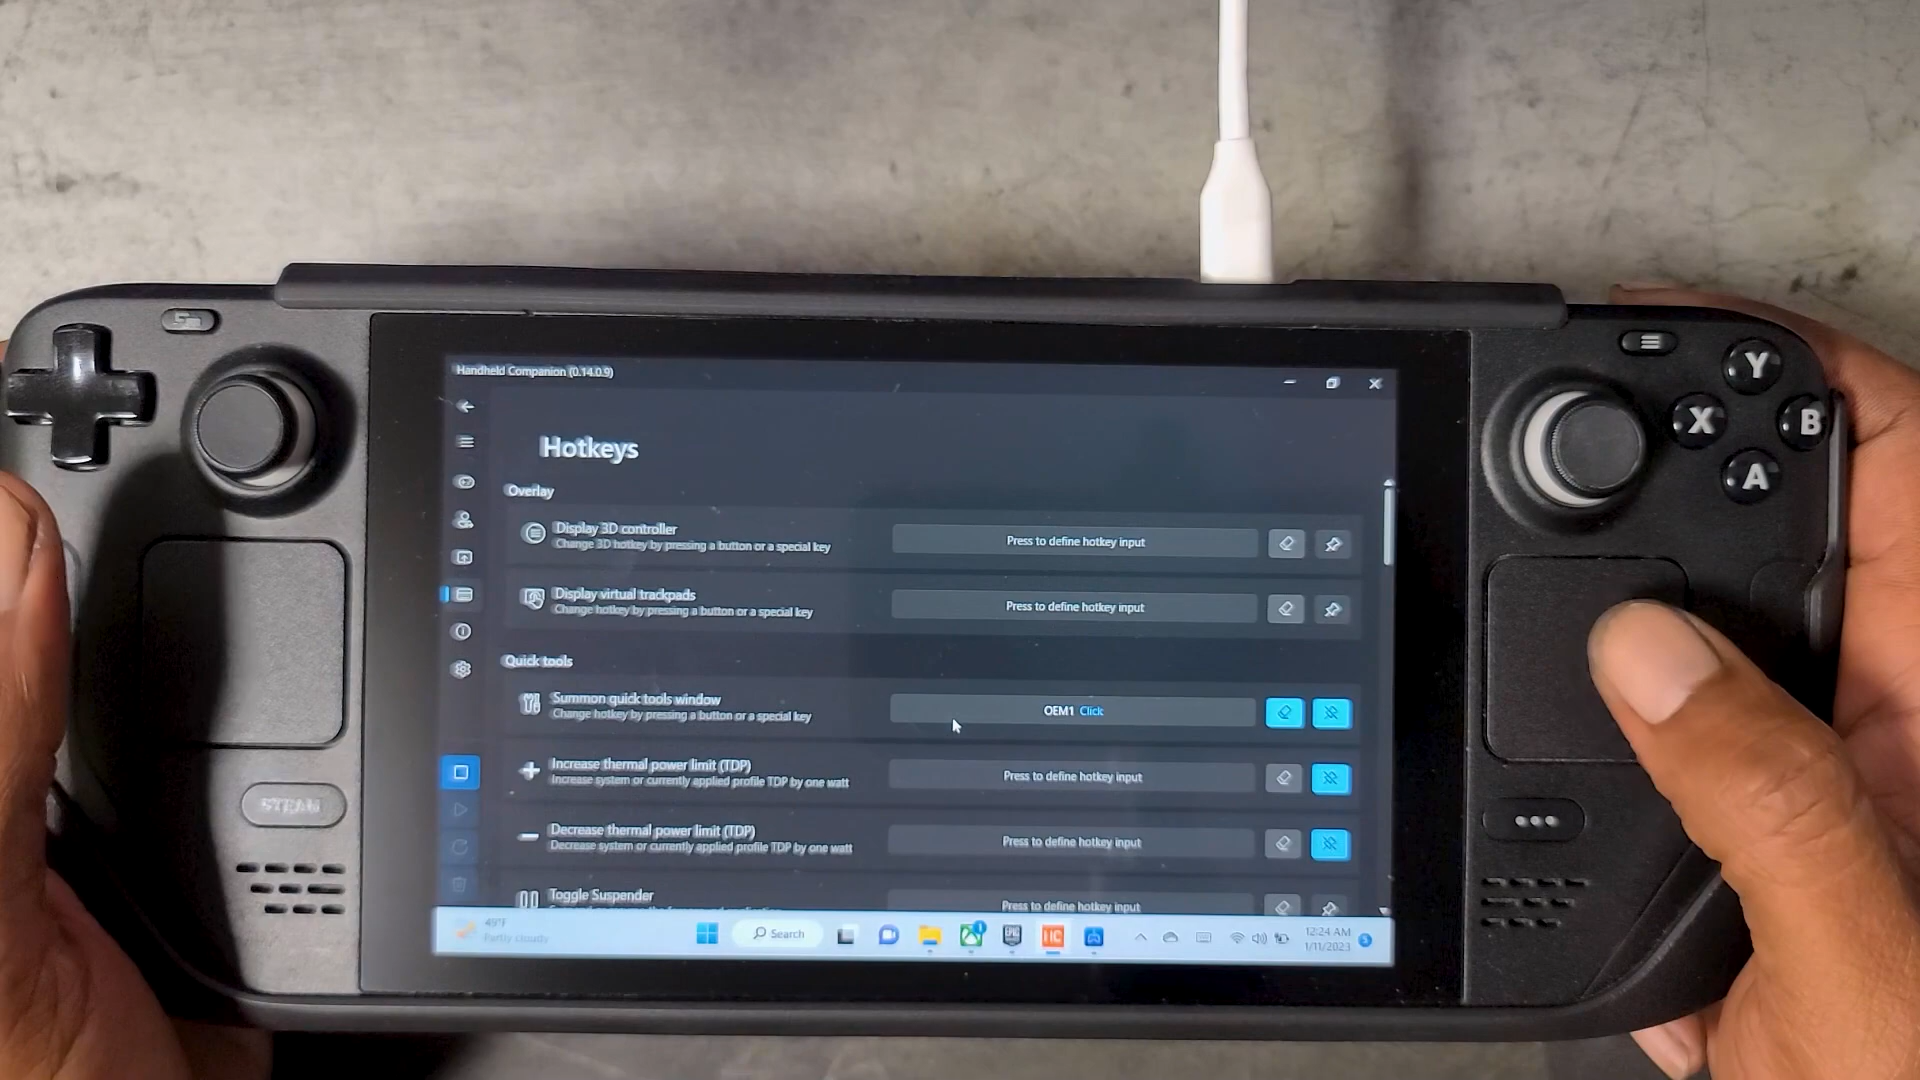 Handheld Companion (0.14.0.9)
Hotkeys
Overlay
Display 3D controller
Change 3D hotkey by pressing a button or a special key
Press to define hotkey input
Display virtual trackpads
Change hotkey by pressing a button or a special key
Press to define hotkey input
Quick tools
Summon quick tools window
Change hotkey by pressing a button or a special key
OEM1 Click
Increase thermal power limit (TDP)
Increase system or currently applied profile TDP by one watt
Press to define hotkey input
Decrease thermal power limit (TDP)
Decrease system or currently applied profile TDP by one watt
Press to define hotkey input
Toggle Suspender
Press to define hotkey input
49°F
Partly cloudy
Search
EPIC
HC
12:24 AM
1/11/2023
STEAM
Y
X
B
A